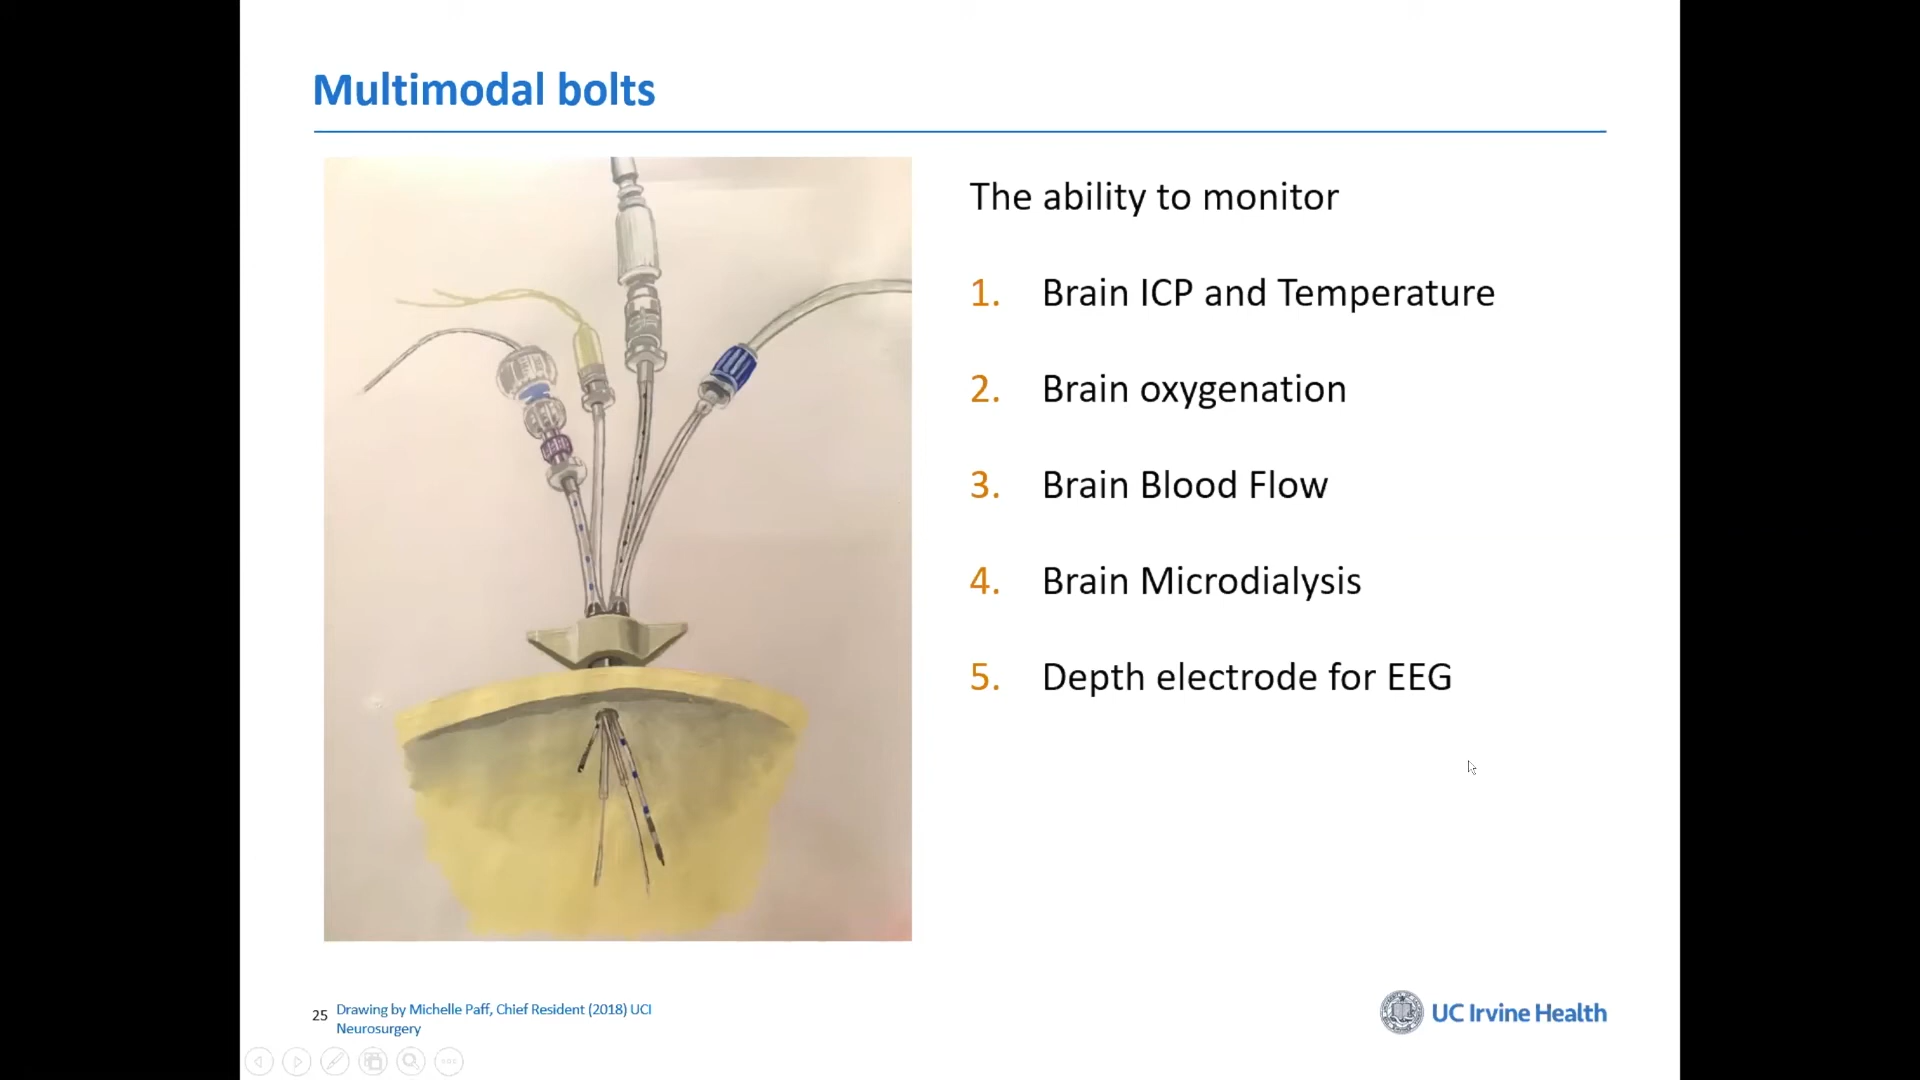 Multimodal bolts
The ability to monitor
1. Brain ICP and Temperature
2. Brain oxygenation
3. Brain Blood Flow
4. Brain Microdialysis
5. Depth electrode for EEG
25 Drawing by Michelle Paff, Chief Resident (2018) UCI
Neurosurgery
UC Irvine Health